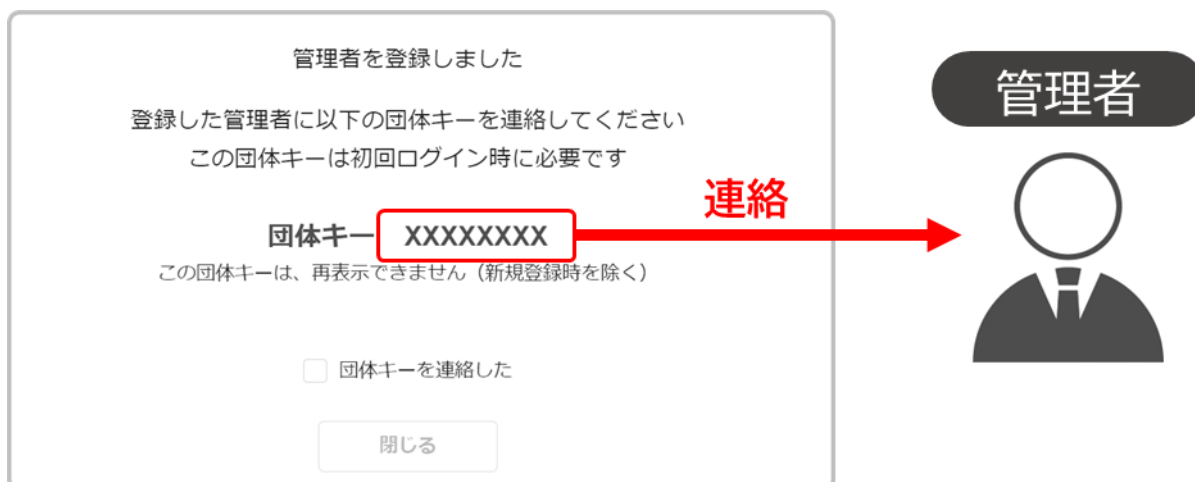 管理者を登録しました
登録した管理者に以下の団体キーを連絡してください
この団体キーは初回ログイン時に必要です
団体キー XXXXXXXX
この団体キーは、再表示できません（新規登録時を除く）
団体キーを連絡した
閉じる
連絡
管理者